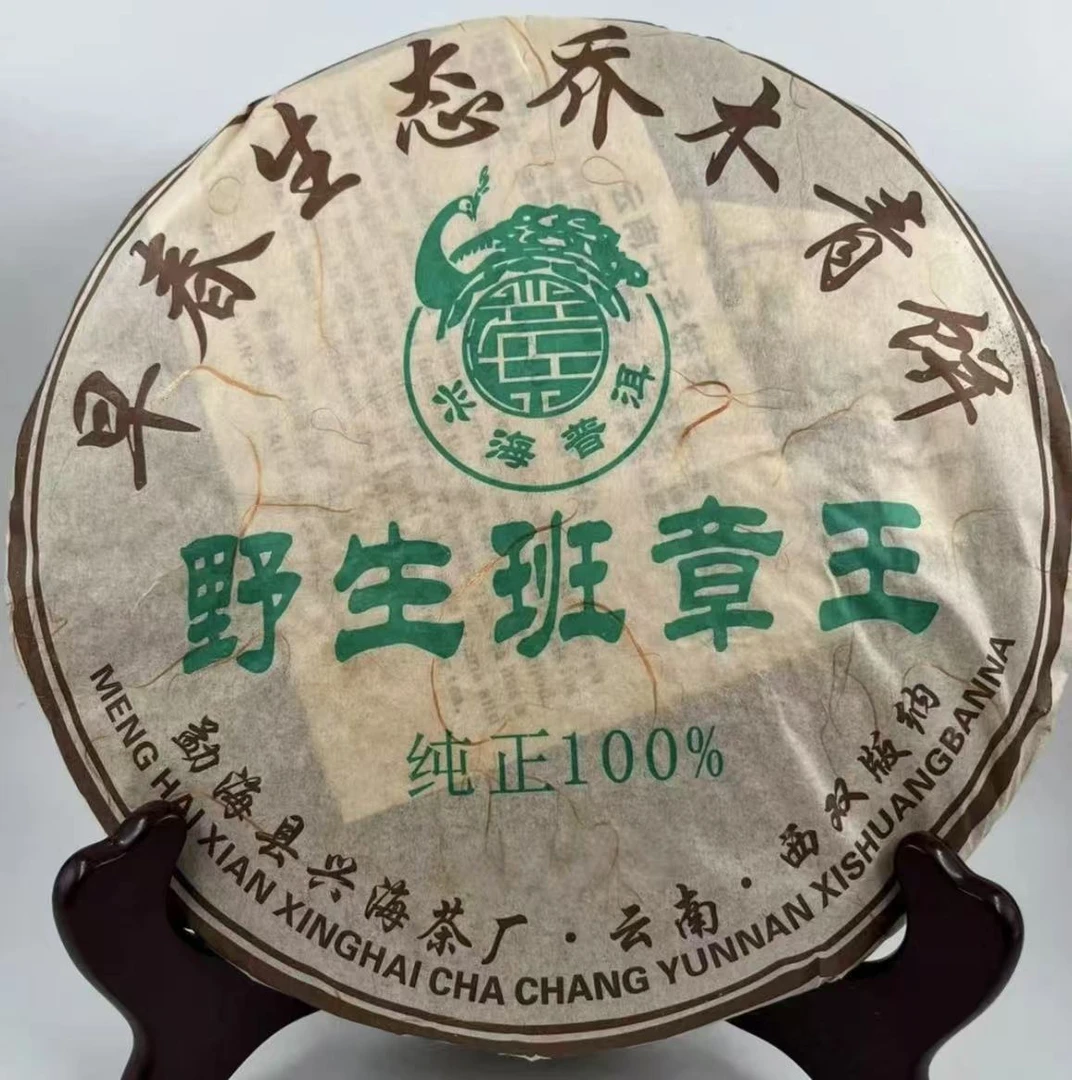 早春生态乔大青饼
兴海普洱
野生班章王
纯正100%
勐海县兴海茶厂·云南·西双版纳
MENG HAI XIAN XINGHAI CHA CHANG YUNNAN XISHUANGBANNA